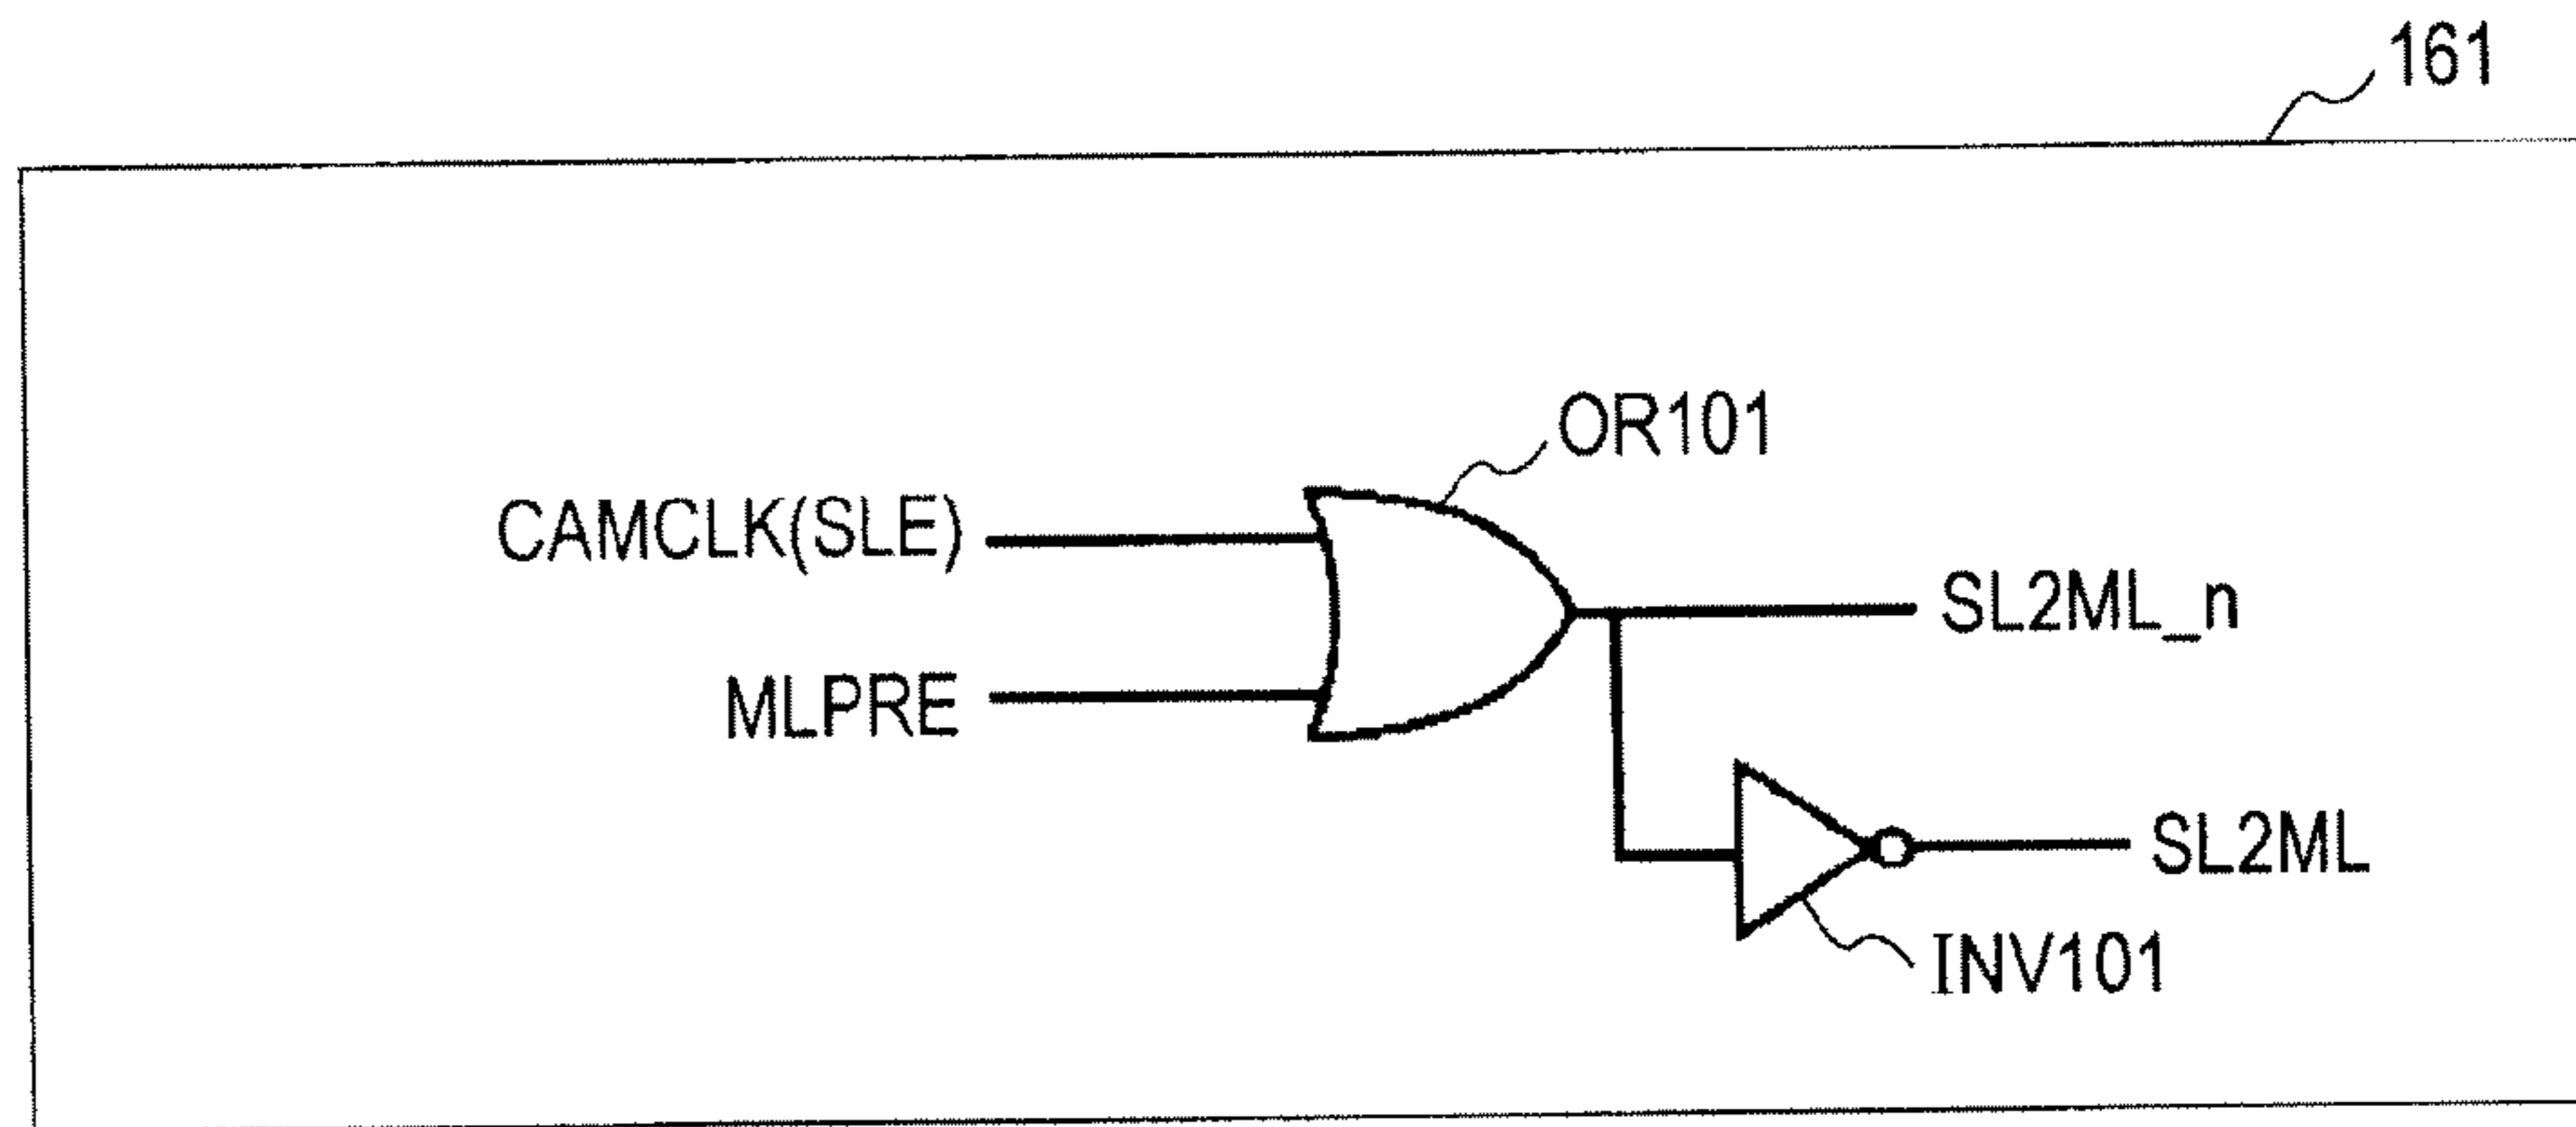 161
OR101
CAMCLK(SLE)
SL2ML_n
MLPRE
SL2ML
INV101